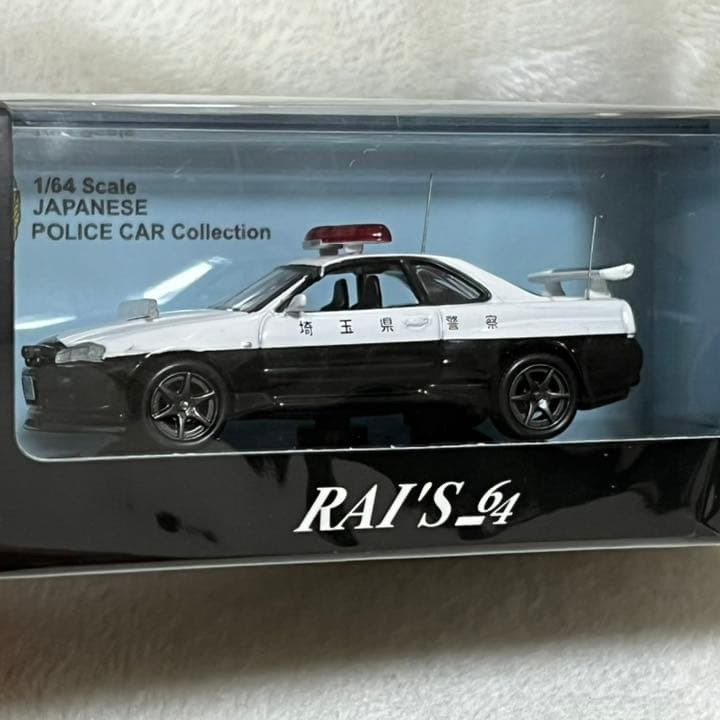 1/64 Scale
JAPANESE
POLICE CAR Collection
埼玉県警察
RAI'S_64